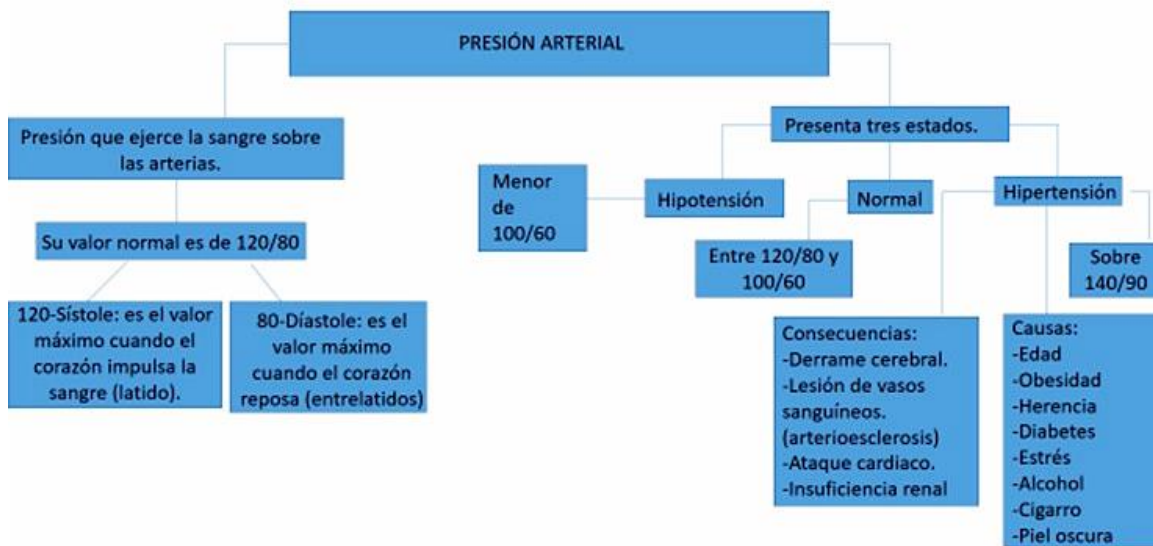 PRESIÓN ARTERIAL
Presión que ejerce la sangre sobre
las arterias.
Su valor normal es de 120/80
120-Sístole: es el valor
máximo cuando el
corazón impulsa la
sangre (latido).
80-Díastole: es el
valor máximo
cuando el corazón
reposa (entrelatidos)
Presenta tres estados.
Hipotensión
Menor
de
100/60
Normal
Entre 120/80 y
100/60
Hipertensión
Sobre
140/90
Consecuencias:
-Derrame cerebral.
-Lesión de vasos
sanguíneos.
(arterioesclerosis)
-Ataque cardiaco.
-Insuficiencia renal
Causas:
-Edad
-Obesidad
-Herencia
-Diabetes
-Estrés
-Alcohol
-Cigarro
-Piel oscura